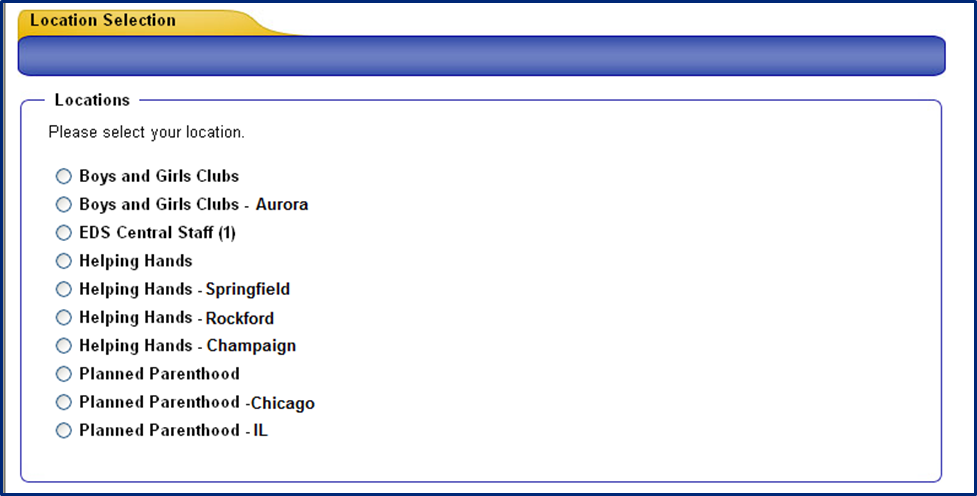 Location Selection
Locations
Please select your location.
Boys and Girls Clubs
Boys and Girls Clubs - Aurora
EDS Central Staff (1)
Helping Hands
Helping Hands - Springfield
Helping Hands - Rockford
Helping Hands - Champaign
Planned Parenthood
Planned Parenthood -Chicago
Planned Parenthood - IL